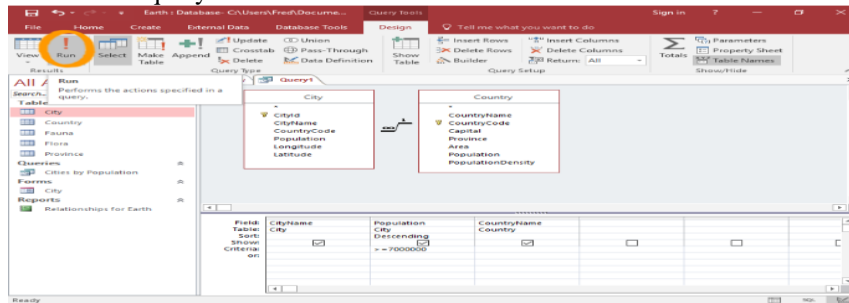 Earth : Database- C:\Users\Fred\Docume... Query Tools Sign in ?
File Home Create External Data Database Tools Design Tell me what you want to do
View Run Select Make Table Append Update Crosstab Delete Union Pass-Through Data Definition Show Table Insert Rows Delete Rows Builder Insert Columns Delete Columns Return: All Totals Parameters Property Sheet Table Names
Results Query Type Query Setup Show/Hide
All Query1
Run
Performs the actions specified in a
query.
Search...
Table
City
Country
Fauna
Flora
Province
Queries
Cities by Population
Forms
City
Reports
Relationships for Earth
City
*
CityId
CityName
CountryCode
Population
Longitude
Latitude
Country
*
CountryName
CountryCode
Capital
Province
Area
Population
PopulationDensity
Field: CityName Population CountryName
Table: City City Country
Sort: Descending
Show:
Criteria: >=7000000
or:
Ready
SQL